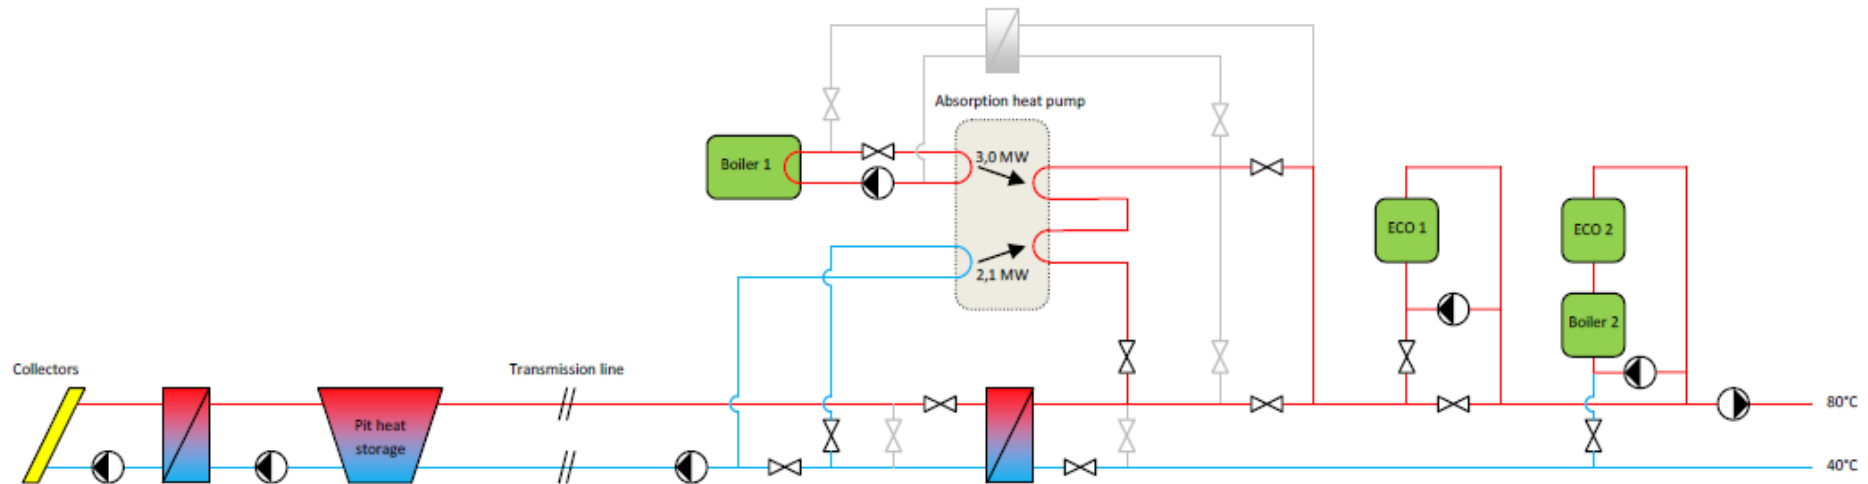 Absorption heat pump
Boiler 1
3,0 MW
2,1 MW
ECO 1
ECO 2
Boiler 2
Collectors
Transmission line
Pit heat
storage
80°C
40°C